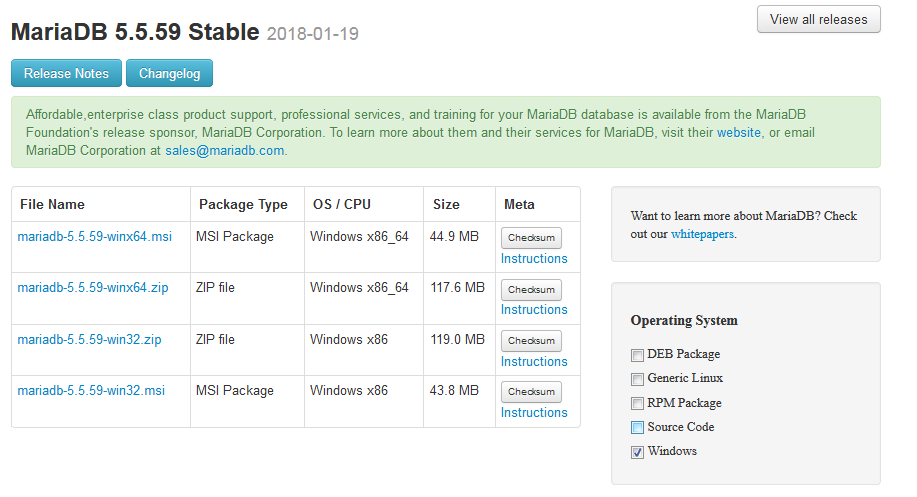 MariaDB 5.5.59 Stable 2018-01-19
View all releases
Release Notes Changelog
Affordable,enterprise class product support, professional services, and training for your MariaDB database is available from the MariaDB
Foundation's release sponsor, MariaDB Corporation. To learn more about them and their services for MariaDB, visit their website, or email
MariaDB Corporation at sales@mariadb.com.
File Name Package Type OS / CPU Size Meta
mariadb-5.5.59-winx64.msi MSI Package Windows x86_64 44.9 MB Checksum
Instructions
mariadb-5.5.59-winx64.zip ZIP file Windows x86_64 117.6 MB Checksum
Instructions
mariadb-5.5.59-win32.zip ZIP file Windows x86 119.0 MB Checksum
Instructions
mariadb-5.5.59-win32.msi MSI Package Windows x86 43.8 MB Checksum
Instructions
Want to learn more about MariaDB? Check
out our whitepapers.
Operating System
DEB Package
Generic Linux
RPM Package
Source Code
Windows